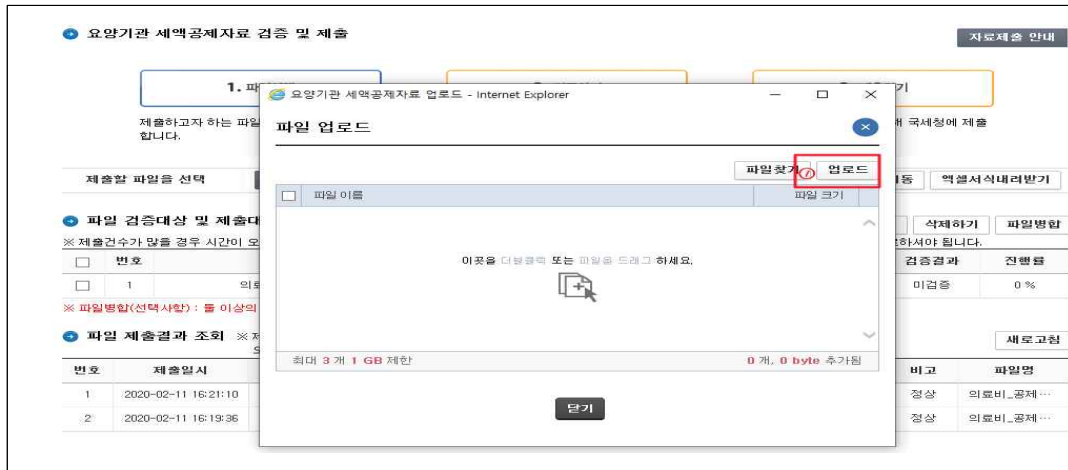 요양기관 세액공제자료 검증 및 제출
자료제출 안내
1. 파
제출하고자 하는 파일
합니다.
해 국세청에 제출
요양기관 세액공제자료 업로드 - Internet Explorer
파일 업로드
파일찾기 업로드
파일 이름 파일 크기
이곳을 더블클릭 또는 파일을 드래그 하세요.
최대 3 개 1 GB 제한 0 개, 0 byte 추가됨
닫기
제출할 파일을 선택
엑셀서식내려받기
파일 검증대상 및 제출대
삭제하기 파일병합
※ 제출건수가 많을 경우 시간이 오
하셔야 됩니다.
번호 검증결과 진행률
1 의료 미검증 0 %
※ 파일병합(선택사항) : 둘 이상의
파일 제출결과 조회
새로고침
번호 제출일시 비고 파일명
1 2020-02-11 16:21:10 정상 의료비_공제…
2 2020-02-11 16:19:36 정상 의료비_공제…